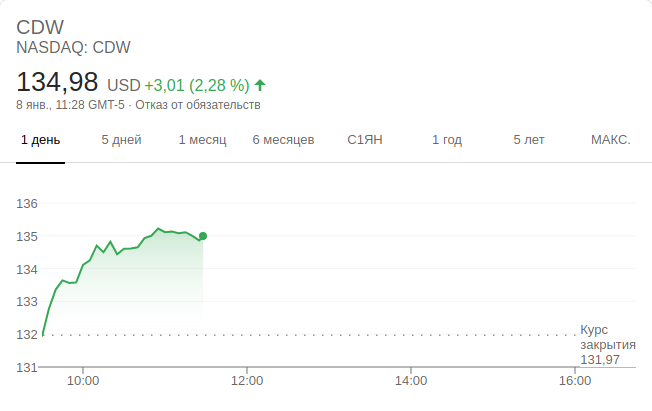 CDW
NASDAQ: CDW
134,98 USD +3,01 (2,28 %)
8 янв., 11:28 GMT-5 · Отказ от обязательств
1 день 5 дней 1 месяц 6 месяцев С1ЯН 1 год 5 лет МАКС.
136
135
134
133
132
Курс
закрытия
131,97
131
10:00 12:00 14:00 16:00